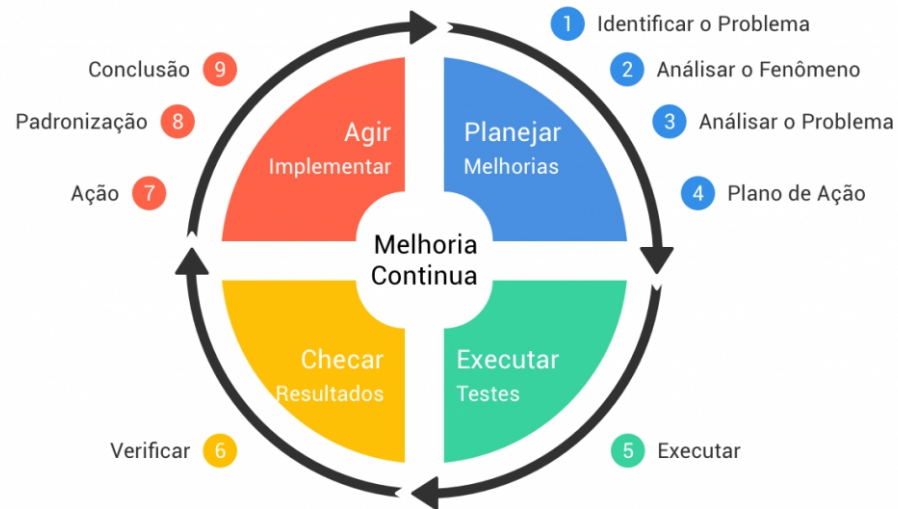 1 Identificar o Problema
2 Análisar o Fenômeno
3 Análisar o Problema
4 Plano de Ação
5 Executar
6 Verificar
7 Ação
8 Padronização
9 Conclusão
Planejar
Melhorias
Executar
Testes
Checar
Resultados
Agir
Implementar
Melhoria
Continua